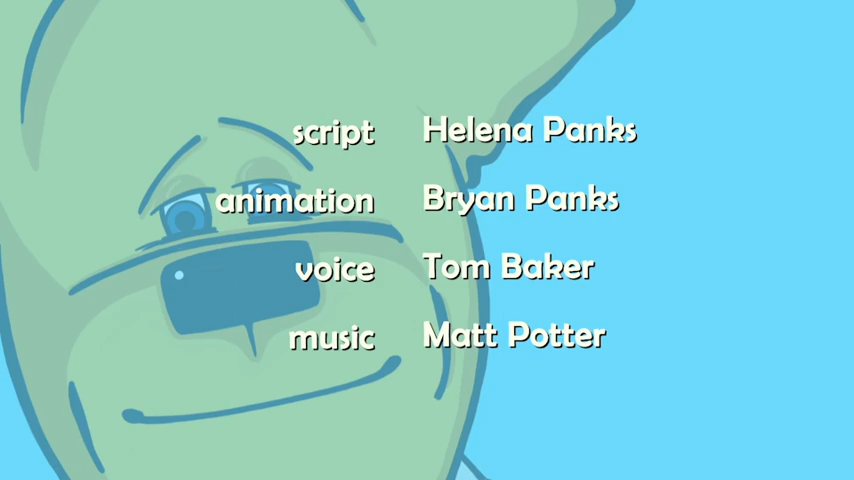 script Helena Panks
animation Bryan Panks
voice Tom Baker
music Matt Potter